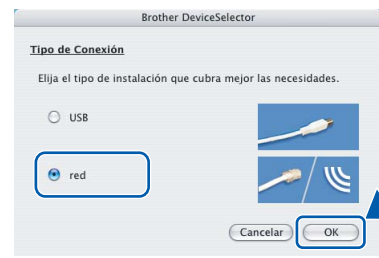 Brother DeviceSelector
Tipo de Conexión
Elija el tipo de instalación que cubra mejor las necesidades.
USB
red
Cancelar
OK